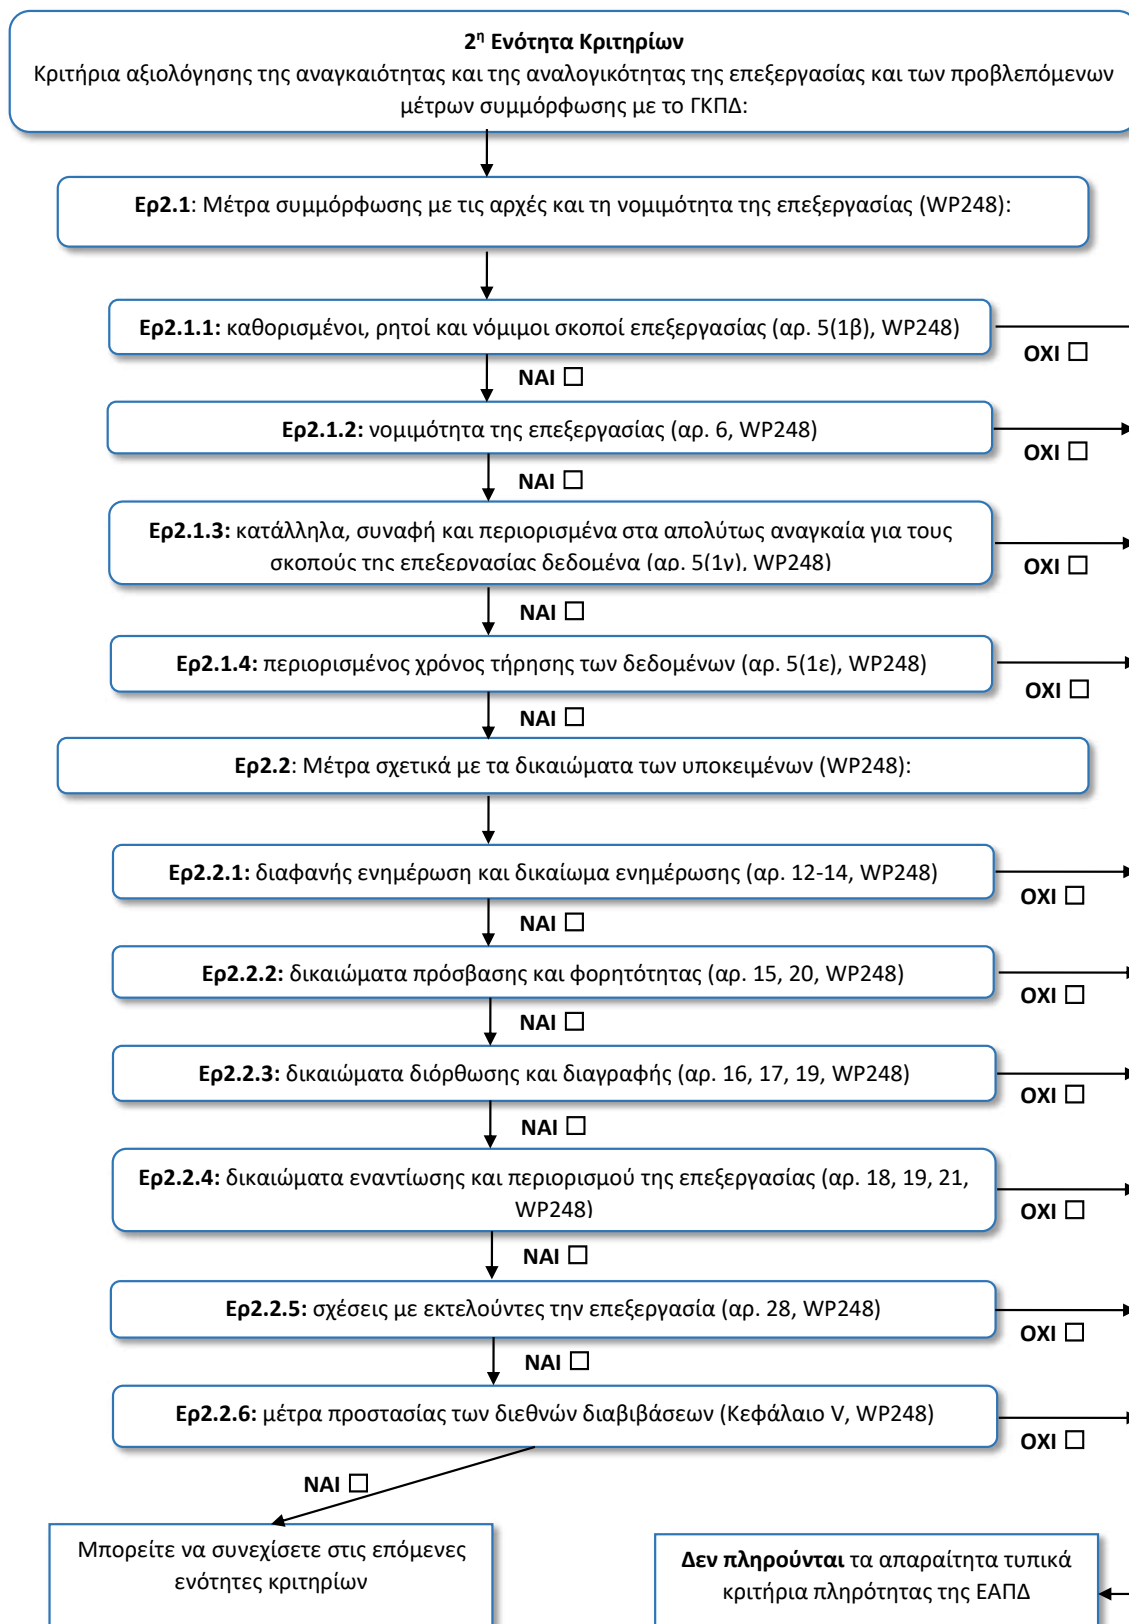 2η Ενότητα Κριτηρίων
Κριτήρια αξιολόγησης της αναγκαιότητας και της αναλογικότητας της επεξεργασίας και των προβλεπόμενων
μέτρων συμμόρφωσης με το ΓΚΠΔ:
Ερ2.1: Μέτρα συμμόρφωσης με τις αρχές και τη νομιμότητα της επεξεργασίας (WP248):
Ερ2.1.1: καθορισμένοι, ρητοί και νόμιμοι σκοποί επεξεργασίας (αρ. 5(1β), WP248)
ΟΧΙ ☐
ΝΑΙ ☐
Ερ2.1.2: νομιμότητα της επεξεργασίας (αρ. 6, WP248)
ΟΧΙ ☐
ΝΑΙ ☐
Ερ2.1.3: κατάλληλα, συναφή και περιορισμένα στα απολύτως αναγκαία για τους
σκοπούς της επεξεργασίας δεδομένα (αρ. 5(1γ), WP248)
ΟΧΙ ☐
ΝΑΙ ☐
Ερ2.1.4: περιορισμένος χρόνος τήρησης των δεδομένων (αρ. 5(1ε), WP248)
ΟΧΙ ☐
ΝΑΙ ☐
Ερ2.2: Μέτρα σχετικά με τα δικαιώματα των υποκειμένων (WP248):
Ερ2.2.1: διαφανής ενημέρωση και δικαίωμα ενημέρωσης (αρ. 12-14, WP248)
ΟΧΙ ☐
ΝΑΙ ☐
Ερ2.2.2: δικαιώματα πρόσβασης και φορητότητας (αρ. 15, 20, WP248)
ΟΧΙ ☐
ΝΑΙ ☐
Ερ2.2.3: δικαιώματα διόρθωσης και διαγραφής (αρ. 16, 17, 19, WP248)
ΟΧΙ ☐
ΝΑΙ ☐
Ερ2.2.4: δικαιώματα εναντίωσης και περιορισμού της επεξεργασίας (αρ. 18, 19, 21,
WP248)
ΟΧΙ ☐
ΝΑΙ ☐
Ερ2.2.5: σχέσεις με εκτελούντες την επεξεργασία (αρ. 28, WP248)
ΟΧΙ ☐
ΝΑΙ ☐
Ερ2.2.6: μέτρα προστασίας των διεθνών διαβιβάσεων (Κεφάλαιο V, WP248)
ΟΧΙ ☐
ΝΑΙ ☐
Μπορείτε να συνεχίσετε στις επόμενες
ενότητες κριτηρίων
Δεν πληρούνται τα απαραίτητα τυπικά
κριτήρια πληρότητας της ΕΑΠΔ